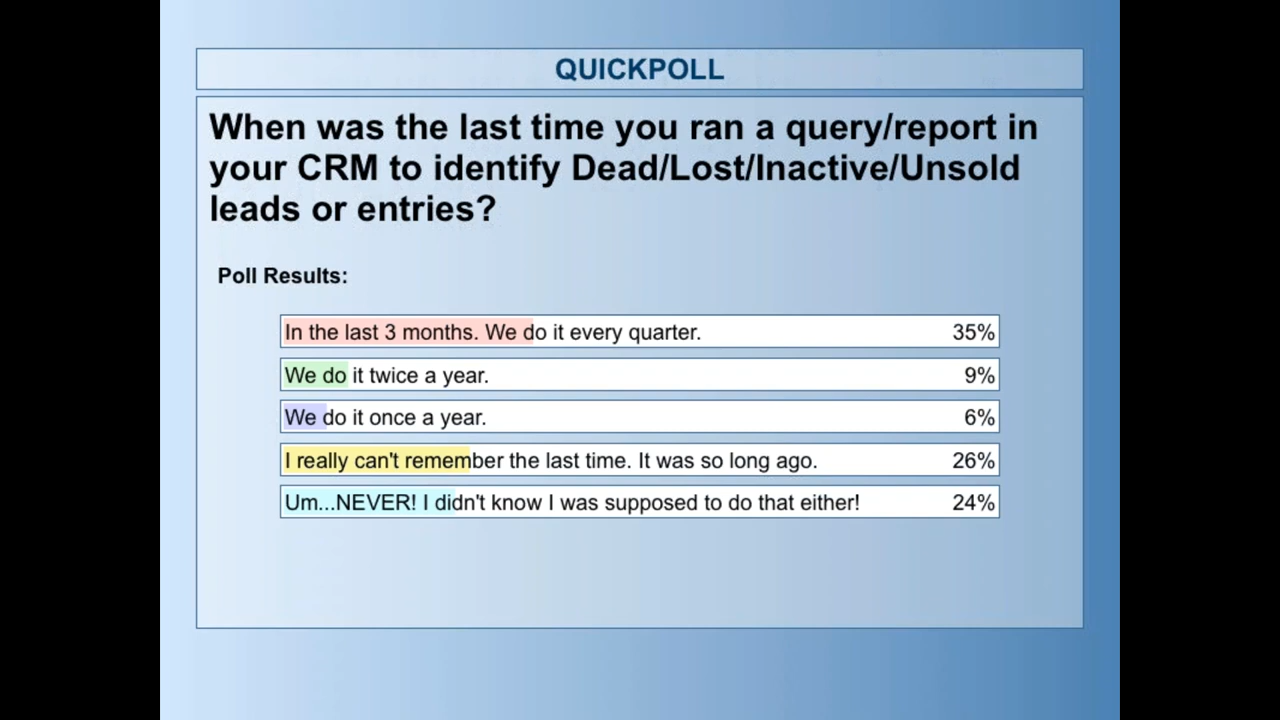 QUICKPOLL
When was the last time you ran a query/report in
your CRM to identify Dead/Lost/Inactive/Unsold
leads or entries?
Poll Results:
In the last 3 months. We do it every quarter. 35%
We do it twice a year. 9%
We do it once a year. 6%
I really can't remember the last time. It was so long ago. 26%
Um...NEVER! I didn't know I was supposed to do that either! 24%